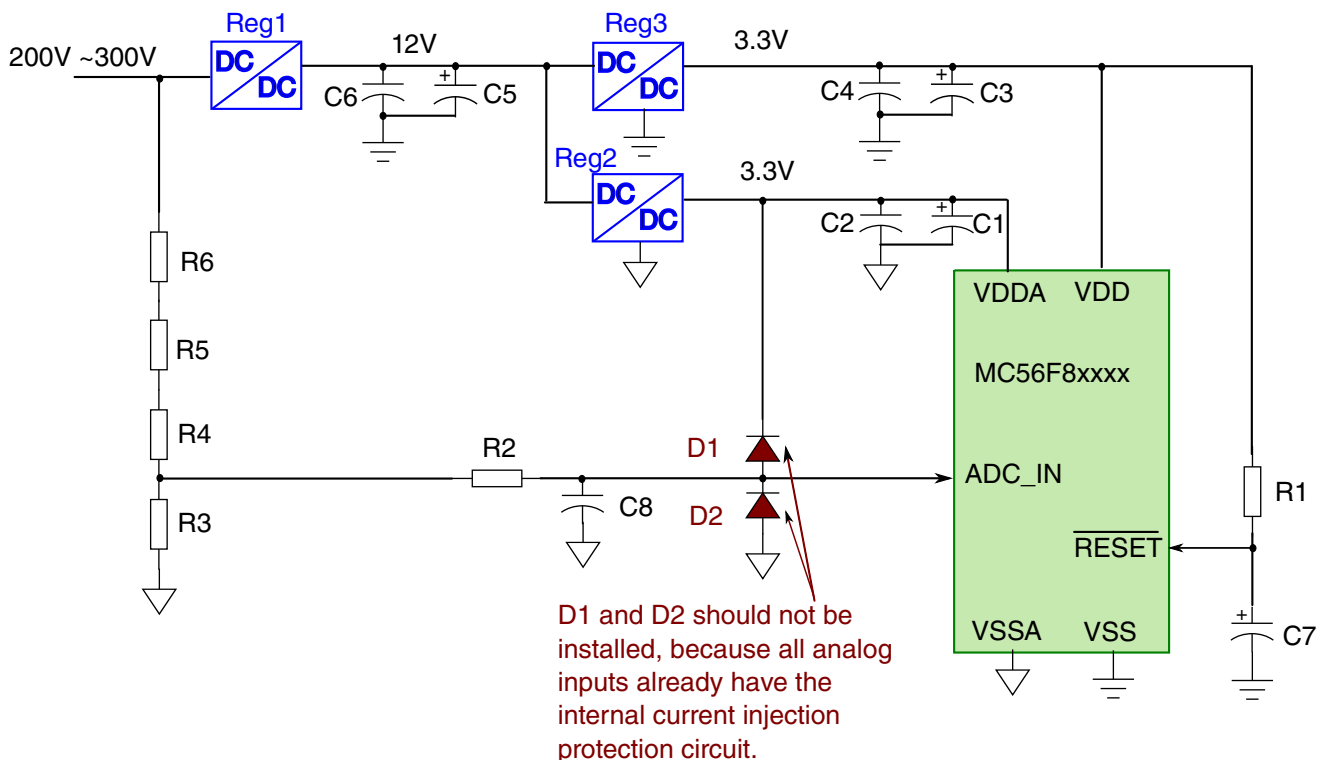 Reg1
Reg3
200V ~300V
12V
3.3V
DC
DC
DC
DC
C6
C5
C4
C3
Reg2
3.3V
DC
DC
C2
C1
R6
VDDA
VDD
R5
MC56F8xxxx
R4
R2
D1
ADC_IN
R3
C8
D2
R1
RESET
D1 and D2 should not be
installed, because all analog
inputs already have the
internal current injection
protection circuit.
VSSA
VSS
C7